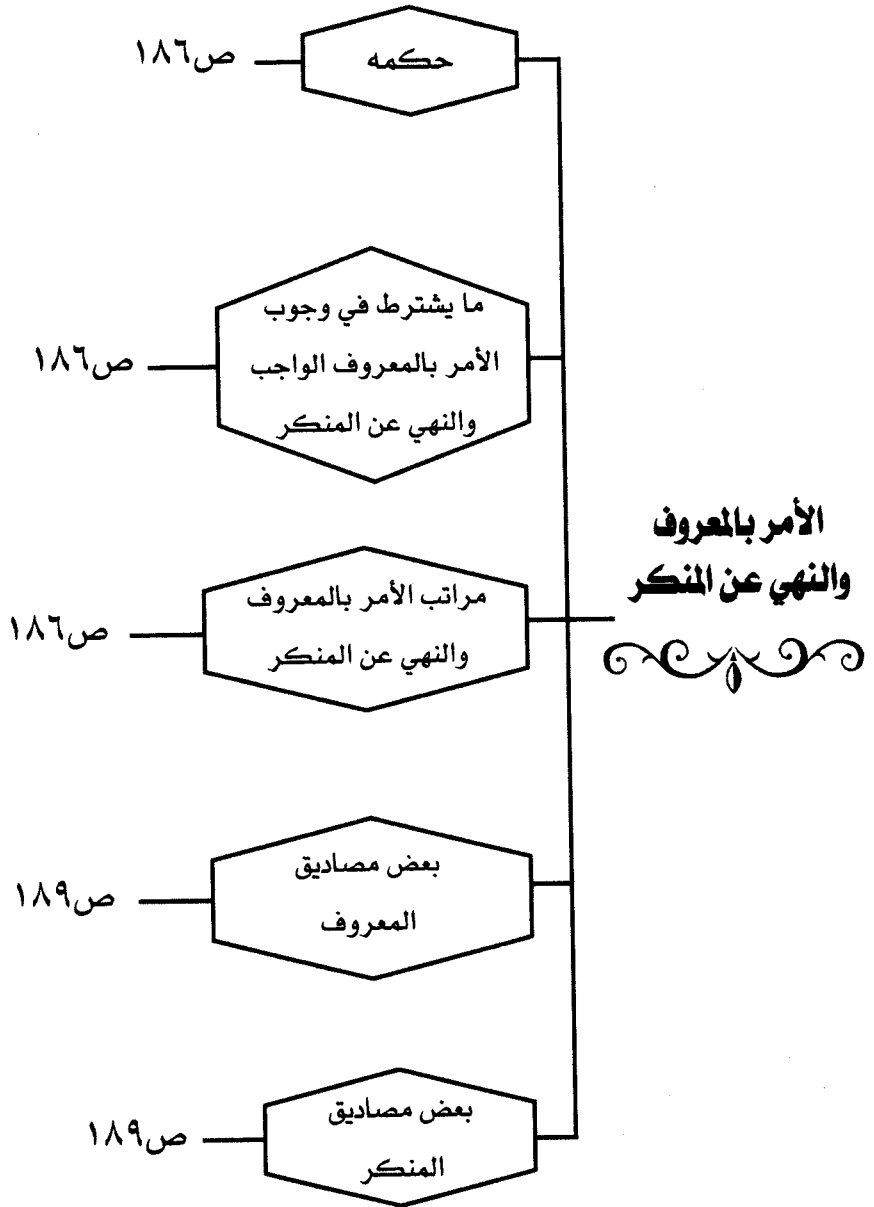 الأمر بالمعروف
والنهي عن المنكر
حكمه
ص١٨٦
ما يشترط في وجوب
الأمر بالمعروف الواجب
والنهي عن المنكر
ص١٨٦
مراتب الأمر بالمعروف
والنهي عن المنكر
ص١٨٦
بعض مصاديق
المعروف
ص١٨٩
بعض مصاديق
المنكر
ص١٨٩